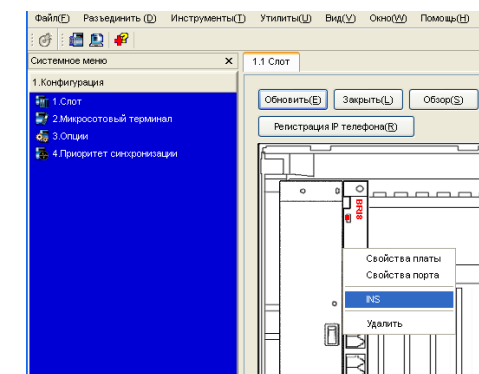 Файл(F) Разъединить (D) Инструменты(T) Утилиты(U) Вид(V) Окно(W) Помощь(H)
Системное меню x
1.1 Слот
1.Конфигурация
1.Слот
2.Микросотовый терминал
3.Опции
4.Приоритет синхронизации
Обновить(E) Закрыть(L) Обзор(S)
Регистрация IP телефона(R)
BRI8
Свойства платы
Свойства порта
INS
Удалить